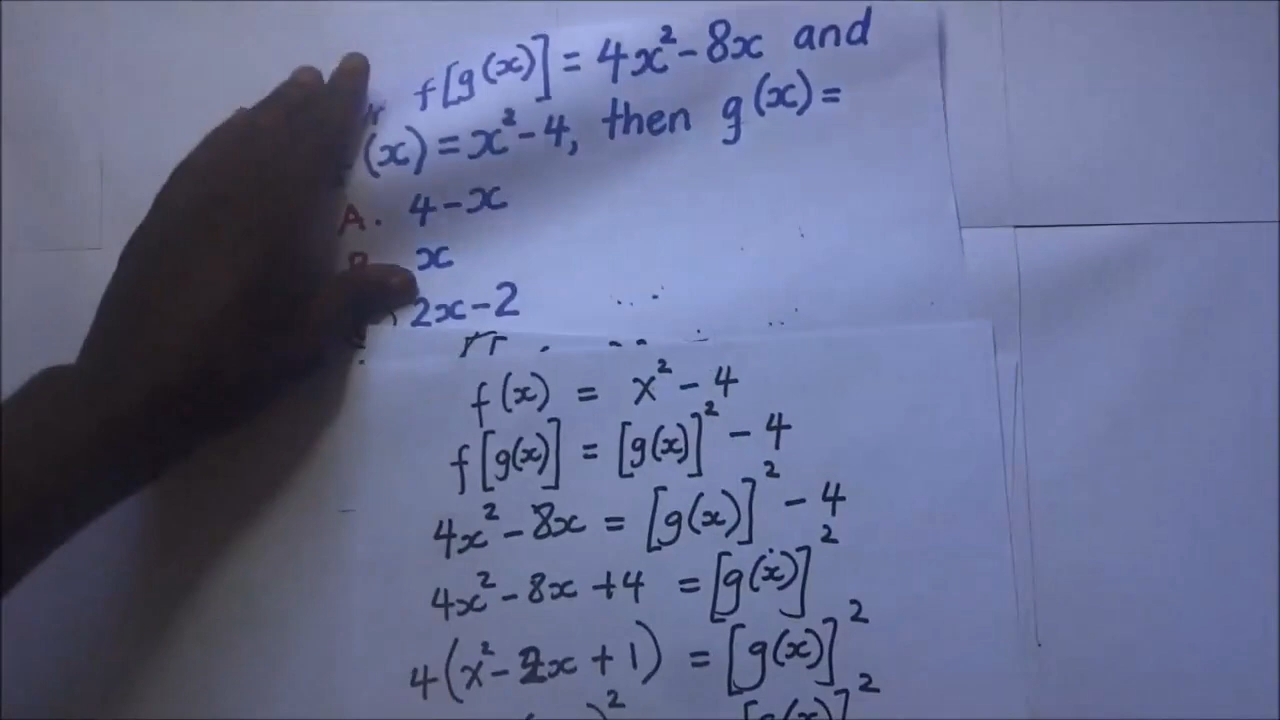 f[g(x)] = 4x² - 8x and
(x) = x² - 4, then g(x) =
A. 4 - x
x
2x - 2
f(x) = x² - 4
f[g(x)] = [g(x)]² - 4
4x² - 8x = [g(x)]² - 4
4x² - 8x + 4 = [g(x)]²
4(x² - 2x + 1) = [g(x)]²